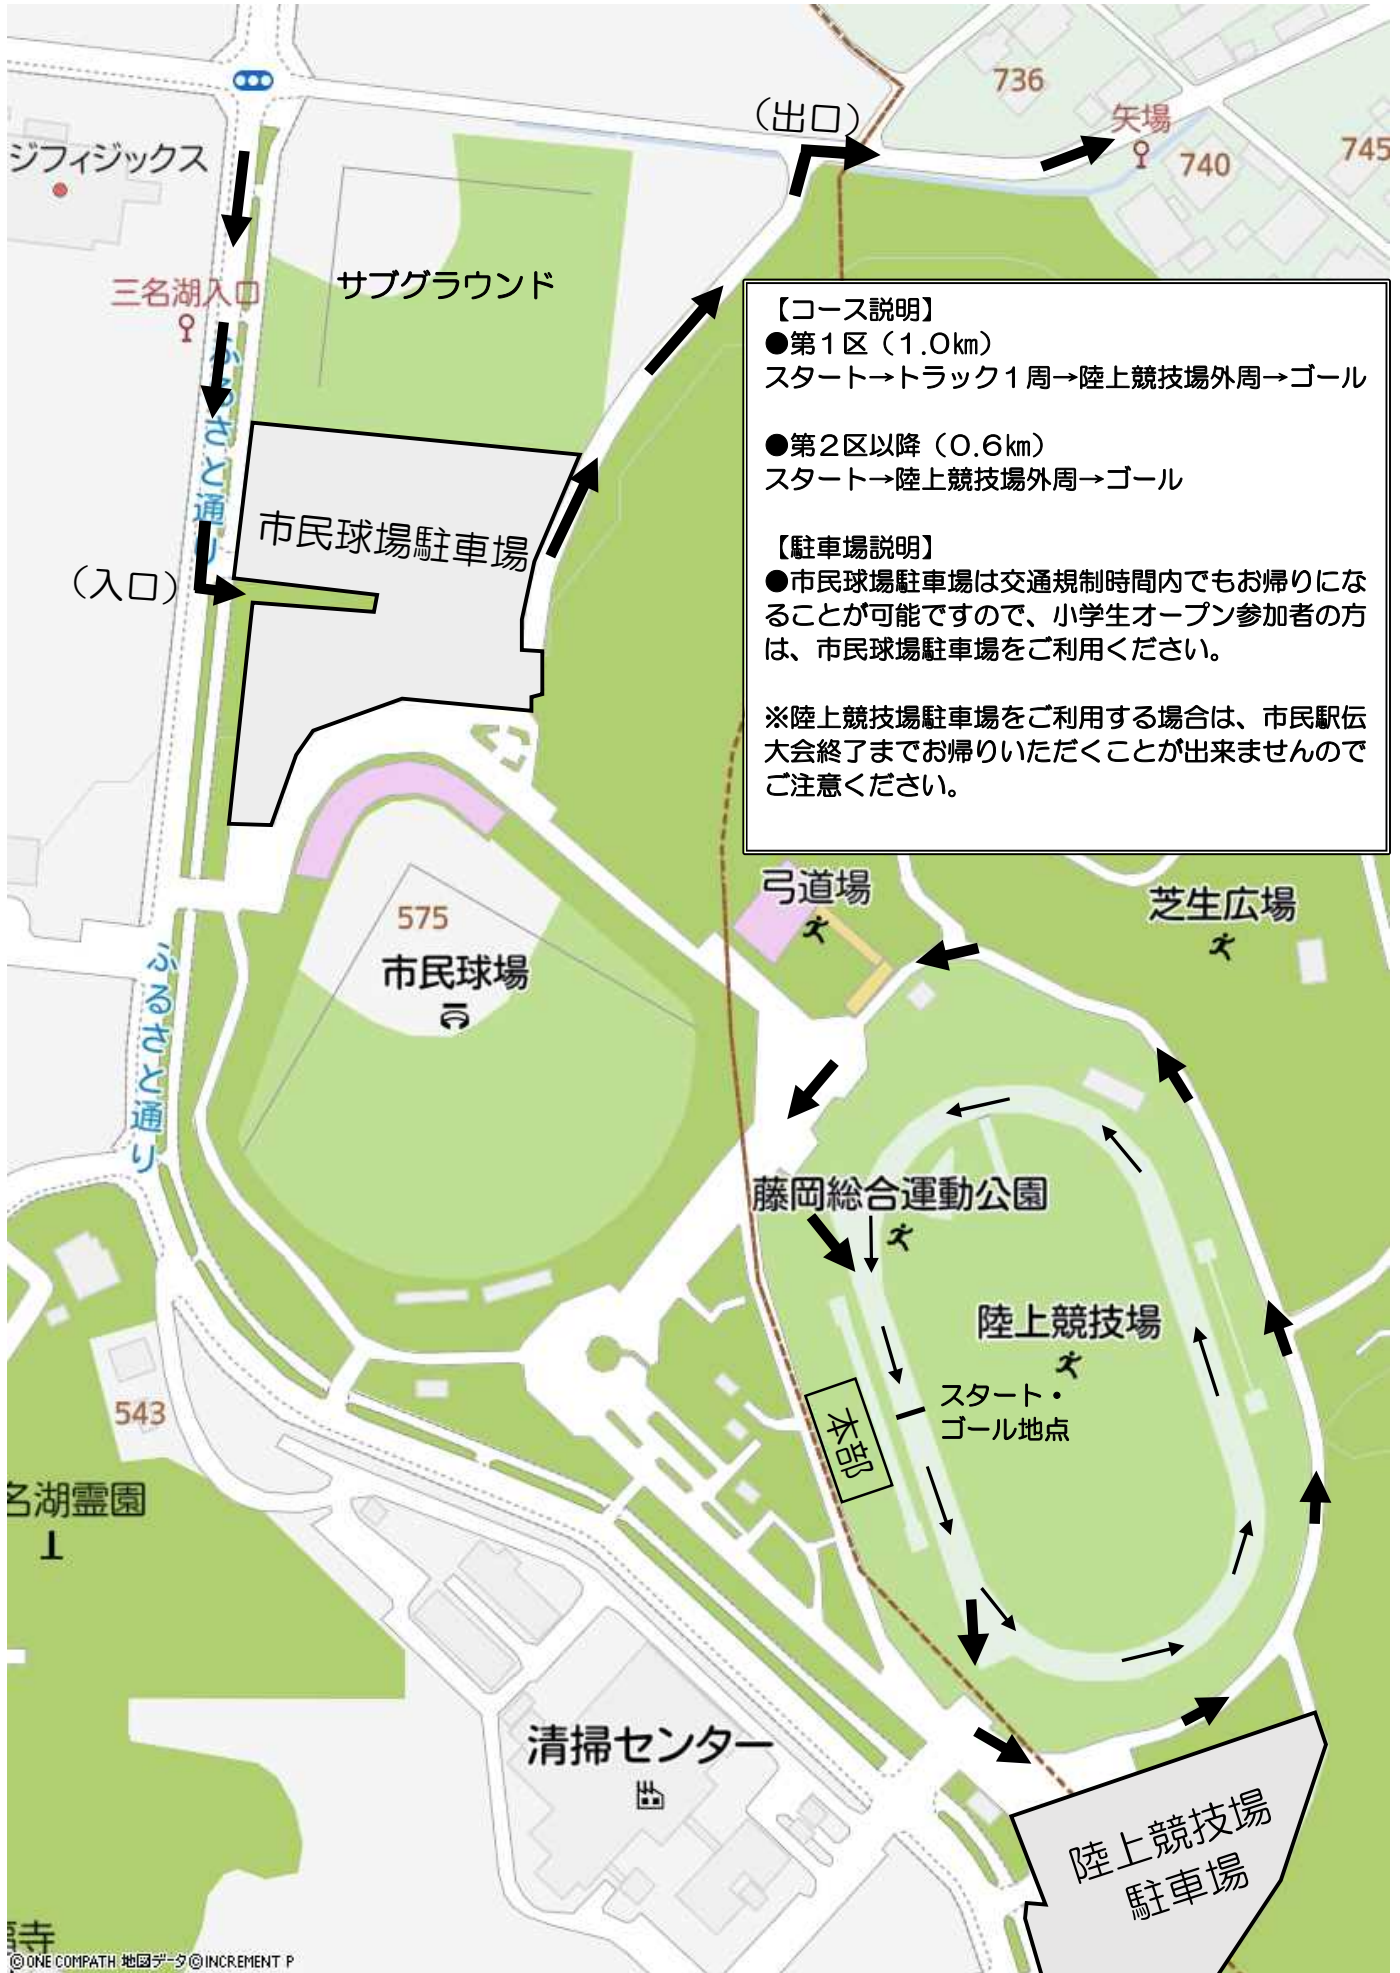 736
(出口)
矢場
740
745
ジフィジックス
三名湖入口
サブグラウンド
ふるさと通り
【コース説明】
●第1区（1.0㎞）
スタート→トラック1周→陸上競技場外周→ゴール
●第2区以降（0.6㎞）
スタート→陸上競技場外周→ゴール
【駐車場説明】
●市民球場駐車場は交通規制時間内でもお帰りにな
ることが可能ですので、小学生オープン参加者の方
は、市民球場駐車場をご利用ください。
※陸上競技場駐車場をご利用する場合は、市民駅伝
大会終了までお帰りいただくことが出来ませんので
ご注意ください。
市民球場駐車場
(入口)
弓道場
芝生広場
575
市民球場
ふるさと通り
藤岡総合運動公園
陸上競技場
スタート・
ゴール地点
本部
543
名湖霊園
清掃センター
陸上競技場
駐車場
寺
©ONE COMPATH 地図データ©INCREMENT P